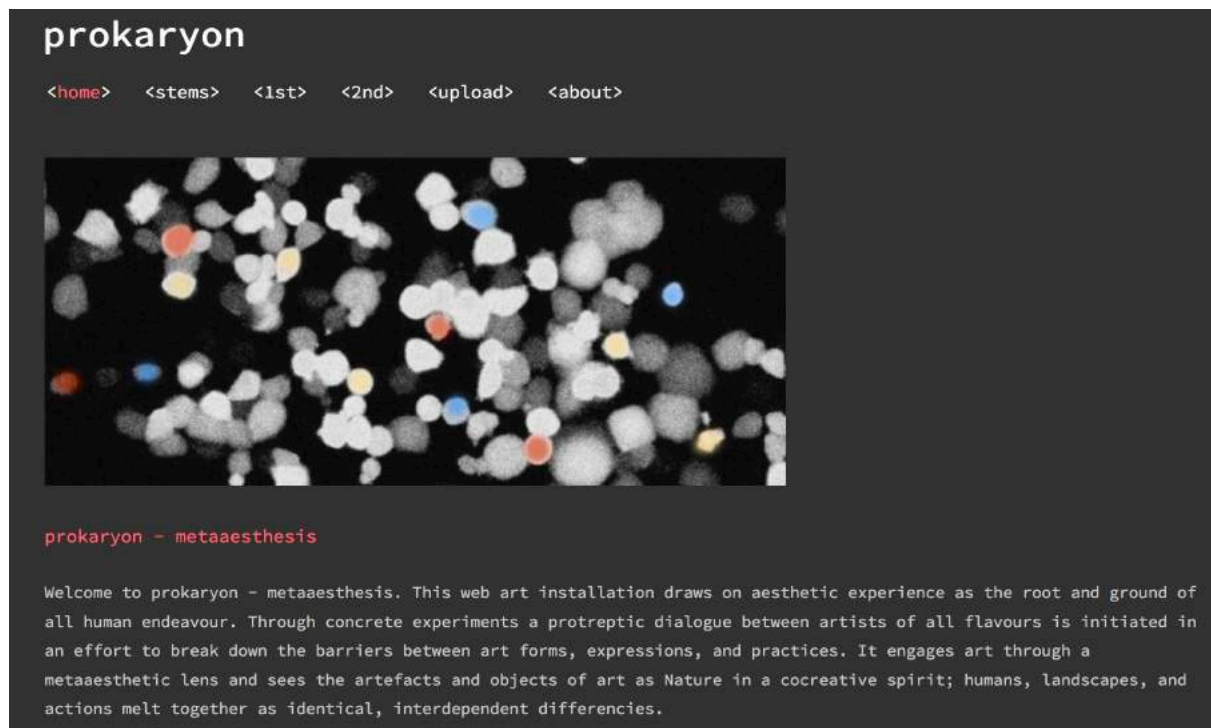 prokaryon
<home> <stems> <1st> <2nd> <upload> <about>
prokaryon – metaaesthesis
Welcome to prokaryon – metaaesthesis. This web art installation draws on aesthetic experience as the root and ground of
all human endeavour. Through concrete experiments a protreptic dialogue between artists of all flavours is initiated in
an effort to break down the barriers between art forms, expressions, and practices. It engages art through a
metaaesthetic lens and sees the artefacts and objects of art as Nature in a cocreative spirit; humans, landscapes, and
actions melt together as identical, interdependent differencies.